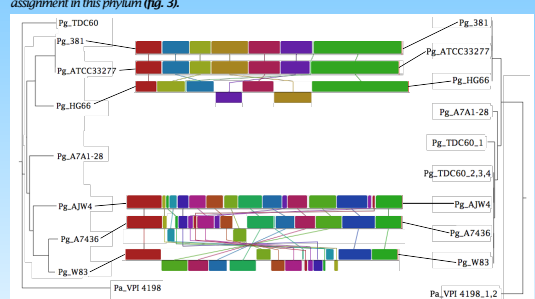 assignment in this phylum (fig. 3).
Pg_TDC60
Pg_381
Pg_381
Pg_ATCC33277
Pg_ATCC33277
Pg_HG66
Pg_HG66
Pg_A7A1-28
Pg_TDC60_1
Pg_A7A1-28
Pg_TDC60_2,3,4
Pg_AJW4
Pg_AJW4
Pg_A7436
Pg_A7436
Pg_W83
Pg_W83
Pa_VPI 4198
Pa_VPI 4198_1,2